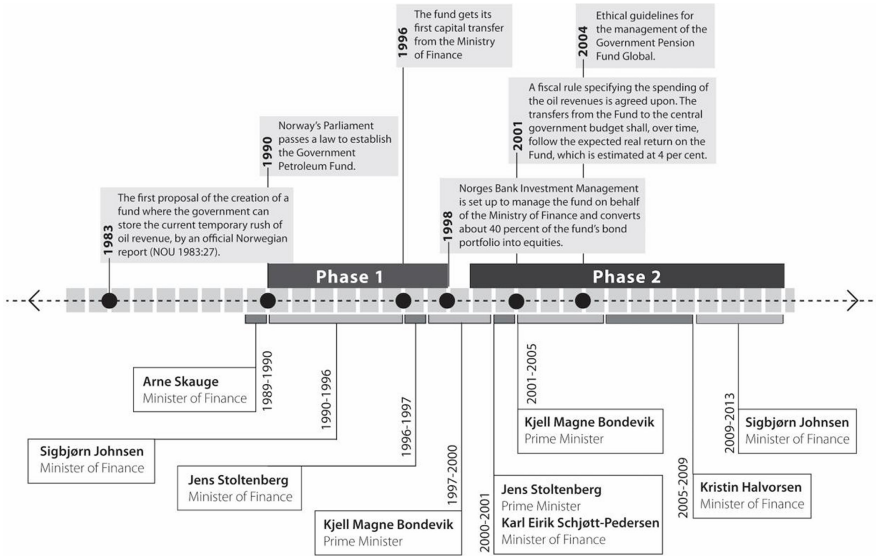 1996
The fund gets its
first capital transfer
from the Ministry
of Finance
2004
Ethical guidelines for
the management of the
Government Pension
Fund Global.
2001
A fiscal rule specifying the spending of
the oil revenues is agreed upon. The
transfers from the Fund to the central
government budget shall, over time,
follow the expected real return on the
Fund, which is estimated at 4 per cent.
1990
Norway's Parliament
passes a law to establish
the Government
Petroleum Fund.
1983
The first proposal of the creation of a
fund where the government can
store the current temporary rush of
oil revenue, by an official Norwegian
report (NOU 1983:27).
1998
Norges Bank Investment Management
is set up to manage the fund on behalf
of the Ministry of Finance and converts
about 40 percent of the fund's bond
portfolio into equities.
Phase 1
Phase 2
1989-1990
Arne Skauge
Minister of Finance
1990-1996
Sigbjørn Johnsen
Minister of Finance
1996-1997
Jens Stoltenberg
Minister of Finance
1997-2000
Kjell Magne Bondevik
Prime Minister
2000-2001
Jens Stoltenberg
Prime Minister
Karl Eirik Schjøtt-Pedersen
Minister of Finance
2001-2005
Kjell Magne Bondevik
Prime Minister
2005-2009
Kristin Halvorsen
Minister of Finance
2009-2013
Sigbjørn Johnsen
Minister of Finance